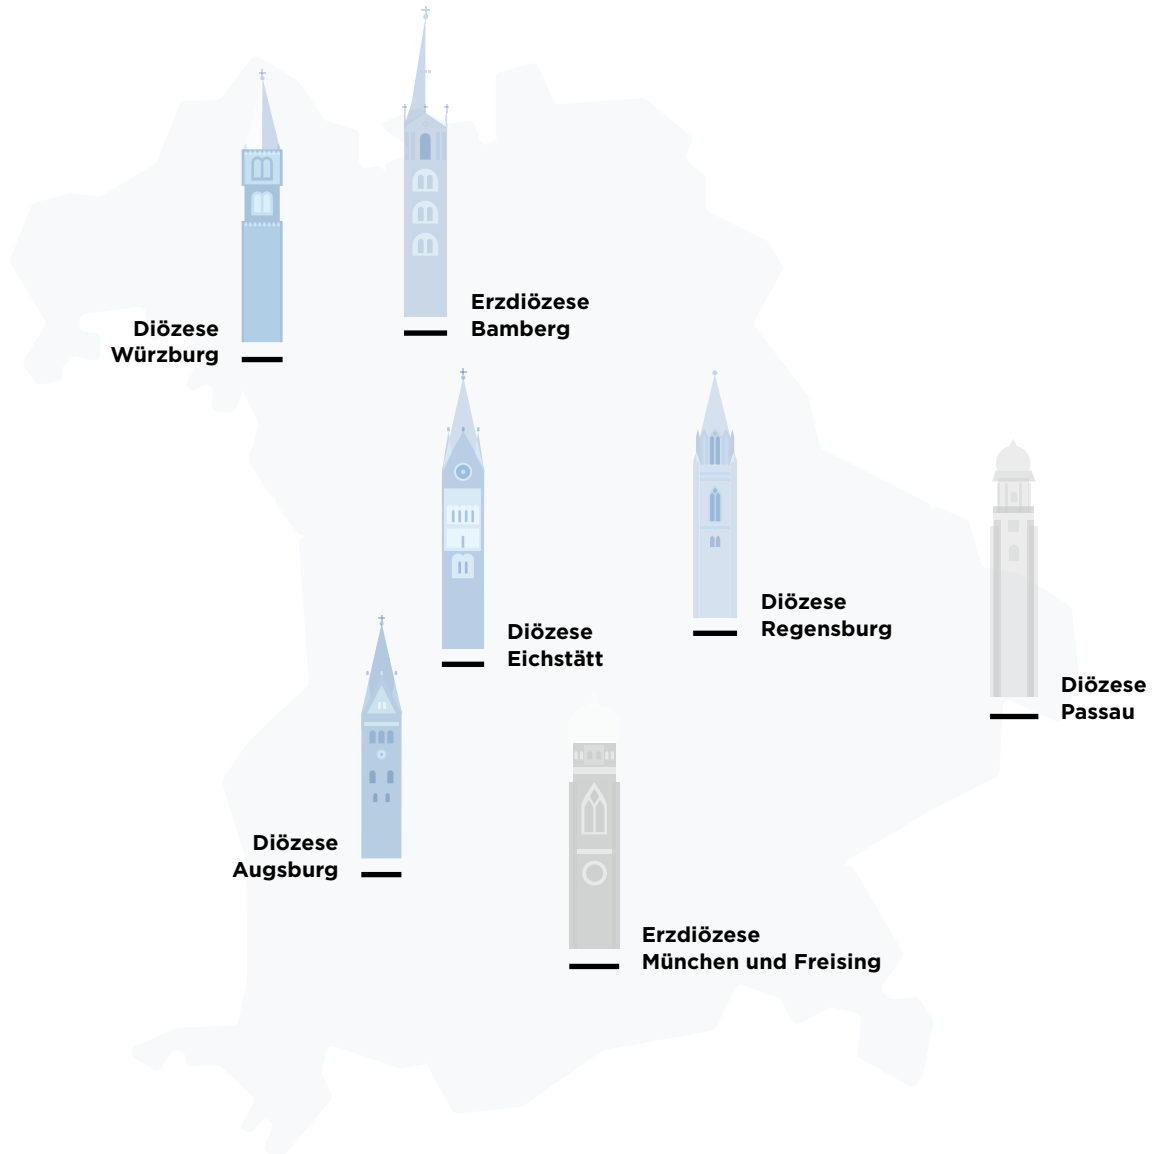 Erzdiözese
Bamberg
Diözese
Würzburg
Diözese
Regensburg
Diözese
Eichstätt
Diözese
Passau
Diözese
Augsburg
Erzdiözese
München und Freising